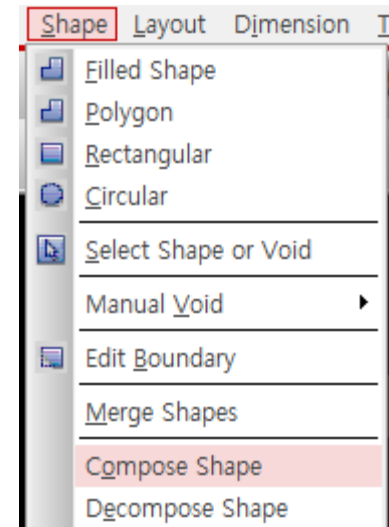 Shape Layout Dimension T
Filled Shape
Polygon
Rectangular
Circular
Select Shape or Void
Manual Void
Edit Boundary
Merge Shapes
Compose Shape
Decompose Shape